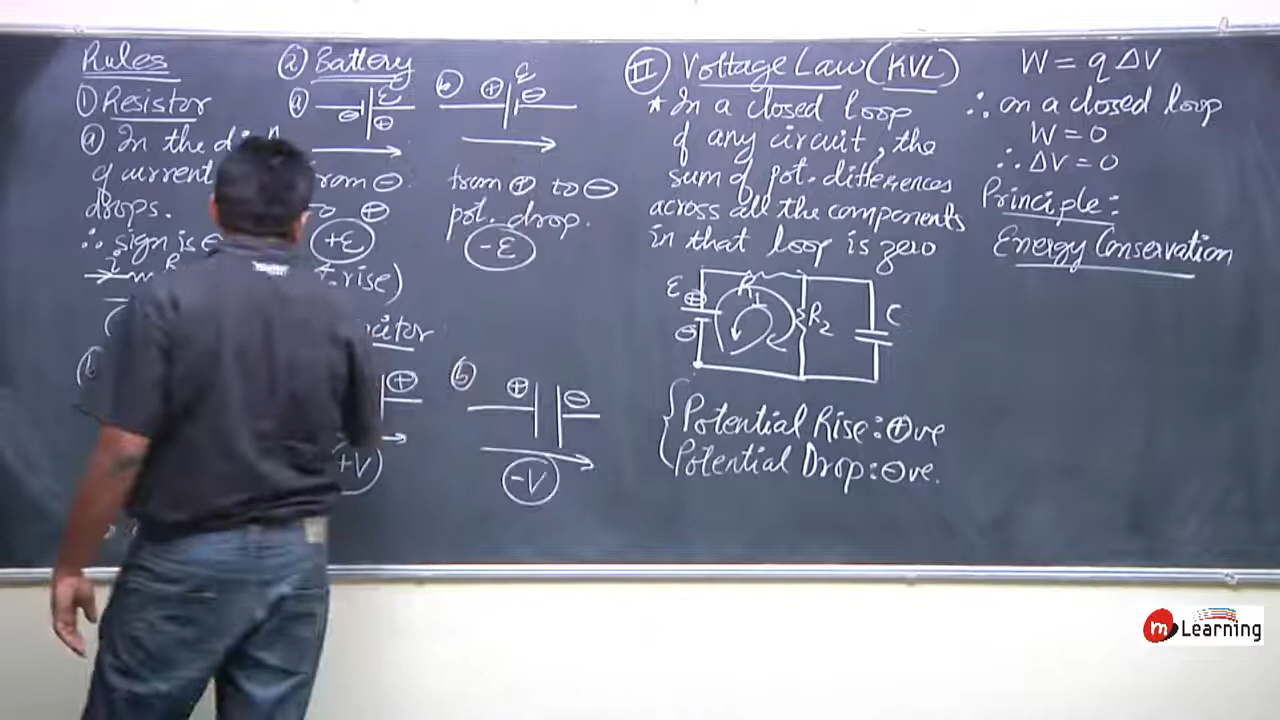 Rules
① Resistor
ⓐ In the
of current
drops.
∴ sign is
i R
ⓑ
② Battery
ⓐ ⊖ ε ⊕
from ⊖
⊕
+ε
rise)
⊕
+V
ⓑ ⊕ ε ⊖
from ⊕ to ⊖
pot. drop.
-ε
ⓑ ⊕ ⊖
-V
Ⅱ Voltage Law (KVL)
* In a closed loop
of any circuit, the
sum of pot. differences
across all the components
in that loop is zero
ε ⊕ ⊖ R1 R2 C
Potential Rise: ⊕ve
Potential Drop: ⊖ve.
W = q ΔV
∴ on a closed loop
W = 0
∴ ΔV = 0
Principle:
Energy Conservation
m Learning